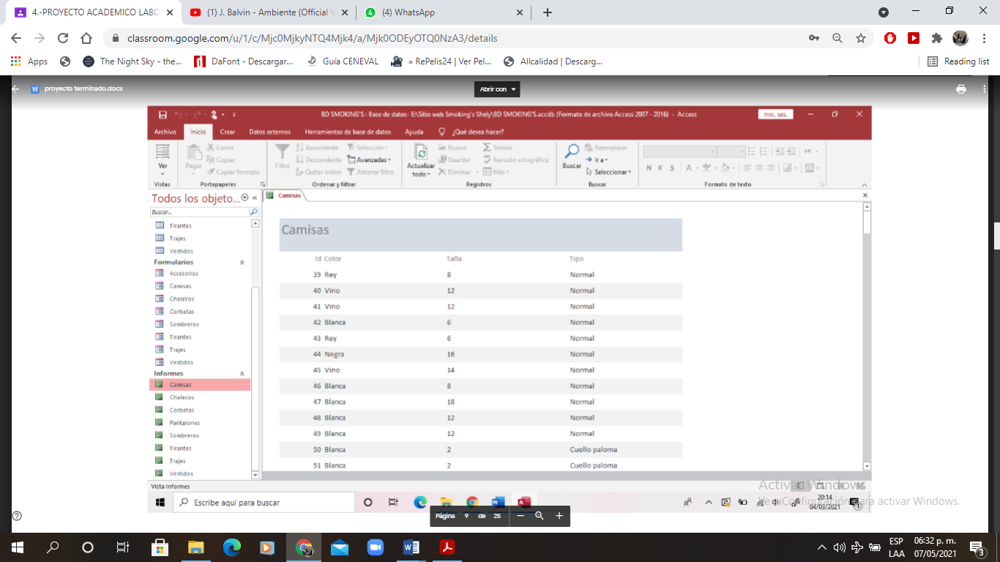 4.-PROYECTO ACADEMICO LABO
(1) J. Balvin - Ambiente (Official V
(4) WhatsApp
classroom.google.com/u/1/c/Mjc0MjkyNTQ4Mjk4/a/Mjk0ODEyOTQ0NzA3/details
Apps
The Night Sky - the...
DaFont - Descargar...
Guía CENEVAL
» RePelis24 | Ver Pel...
Allcalidad | Descarg...
Reading list
proyecto terminado.docx
Abrir con
BD SMOKING'S : Base de datos- E:\Sitio web Smoking's Shely\BD SMOKING'S.accdb (Formato de archivo Access 2007 - 2016) - Access
Inic. ses.
Archivo Inicio Crear Datos externos Herramientas de base de datos Ayuda ¿Qué desea hacer?
Ver
Vistas
Pegar
Cortar
Copiar
Copiar formato
Portapapeles
Filtro
Ascendente
Descendente
Quitar orden
Selección
Avanzadas
Alternar filtro
Ordenar y filtrar
Actualizar todo
Nuevo
Guardar
Eliminar
Totales
Revisión ortográfica
Más
Registros
Buscar
Reemplazar
Ir a
Seleccionar
Buscar
N K S
A
Formato de texto
Todos los objeto...
Buscar...
Tirantes
Trajes
Vestidos
Formularios
Accesorios
Camisas
Chalecos
Corbatas
Sombreros
Tirantes
Trajes
Vestidos
Informes
Camisas
Chalecos
Corbatas
Pantalones
Sombreros
Tirantes
Trajes
Vestidos
Camisas
Camisas
Id Color Talla Tipo
39 Rey 8 Normal
40 Vino 12 Normal
41 Vino 12 Normal
42 Blanca 6 Normal
43 Rey 6 Normal
44 Negra 16 Normal
45 Vino 14 Normal
46 Blanca 8 Normal
47 Blanca 18 Normal
48 Blanca 12 Normal
49 Blanca 12 Normal
50 Blanca 2 Cuello paloma
51 Blanca 2 Cuello paloma
Vista Informes
Activar Windows
Ve a Configuración para activar Windows.
Escribe aquí para buscar
20:14
04/03/2021
1
Página 9 de 25
ESP
LAA
06:32 p. m.
07/05/2021
3